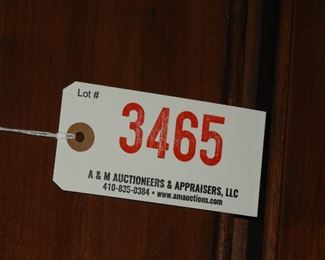 Lot #
3465
A & M AUCTIONEERS & APPRAISERS, LLC
410-835-0384 • www.amauctions.com